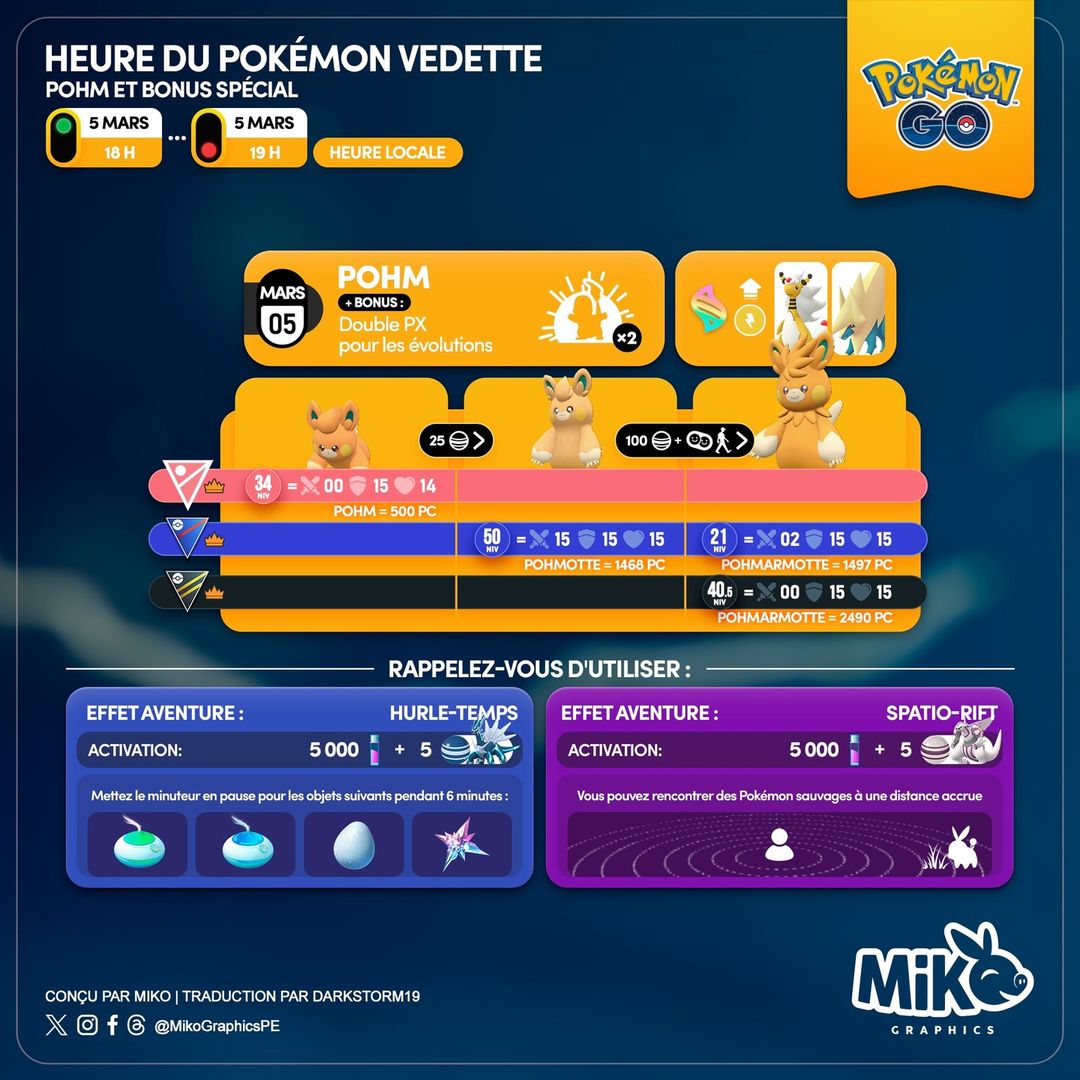 HEURE DU POKÉMON VEDETTE
POHM ET BONUS SPÉCIAL
5 MARS ... 5 MARS
18 H 19 H HEURE LOCALE
POKÉMON
GO
MARS
05
POHM
+ BONUS :
Double PX
pour les évolutions
×2
25
100 +
34 NIV = 00 15 14
POHM = 500 PC
50 NIV = 15 15 15
21 NIV = 02 15 15
POHMOTTE = 1468 PC
POHMARMOTTE = 1497 PC
40.5 NIV = 00 15 15
POHMARMOTTE = 2490 PC
RAPPELEZ-VOUS D'UTILISER :
EFFET AVENTURE : HURLE-TEMPS
ACTIVATION: 5 000 + 5
Mettez le minuteur en pause pour les objets suivants pendant 6 minutes :
EFFET AVENTURE : SPATIO-RIFT
ACTIVATION: 5 000 + 5
Vous pouvez rencontrer des Pokémon sauvages à une distance accrue
CONÇU PAR MIKO | TRADUCTION PAR DARKSTORM19
@MikoGraphicsPE
MiKO
GRAPHICS